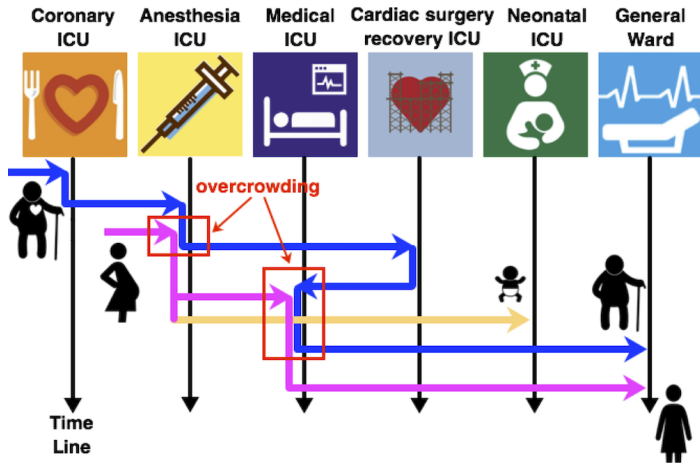 Coronary
ICU
Anesthesia
ICU
Medical
ICU
Cardiac surgery
recovery ICU
Neonatal
ICU
General
Ward
overcrowding
Time
Line